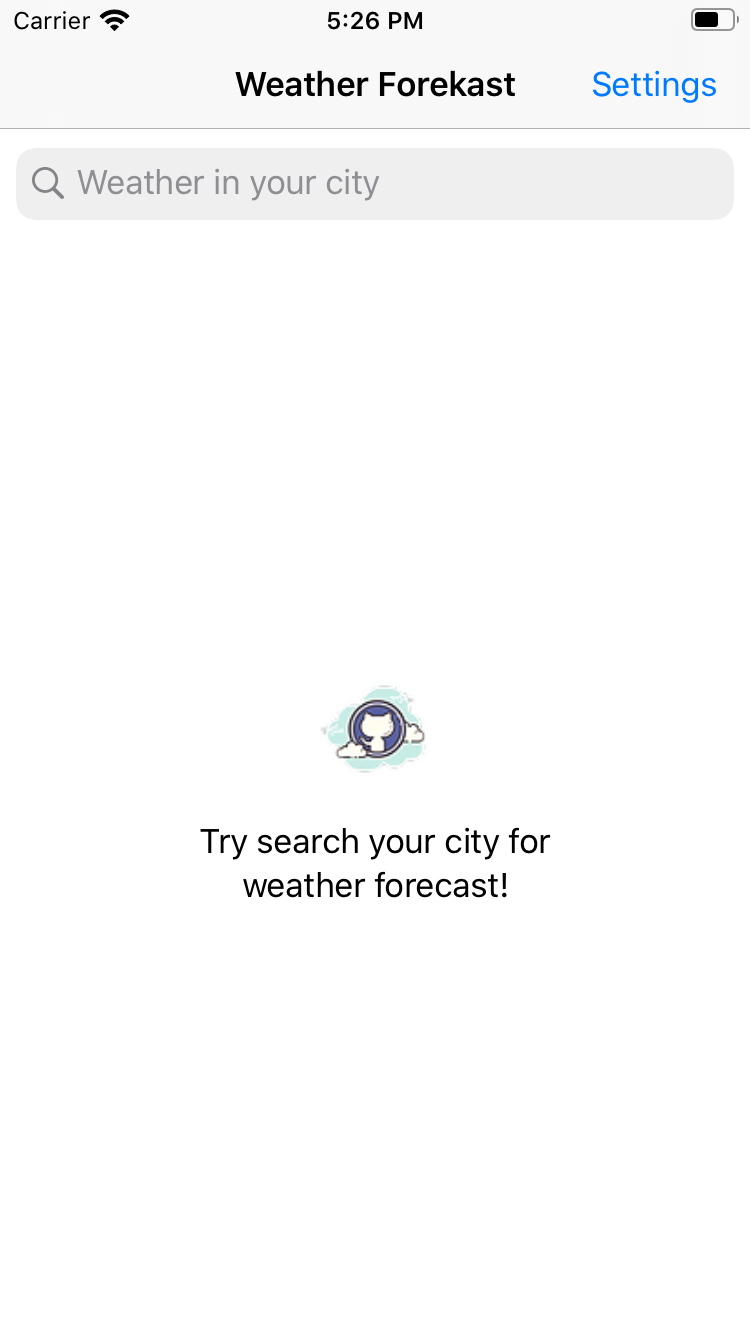 Carrier 5:26 PM
Weather Forekast Settings
Weather in your city
Try search your city for
weather forecast!